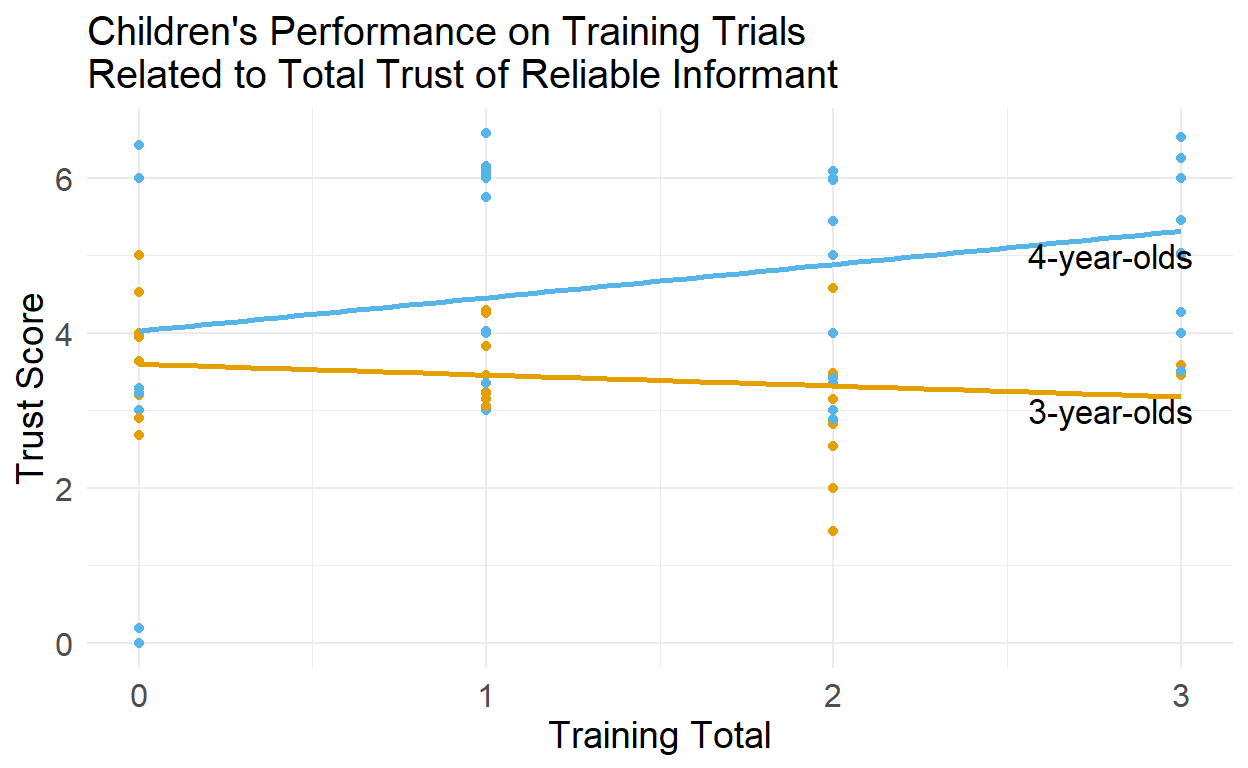 Children's Performance on Training Trials
Related to Total Trust of Reliable Informant
Trust Score
6
4
2
0
4-year-olds
3-year-olds
0 1 2 3
Training Total